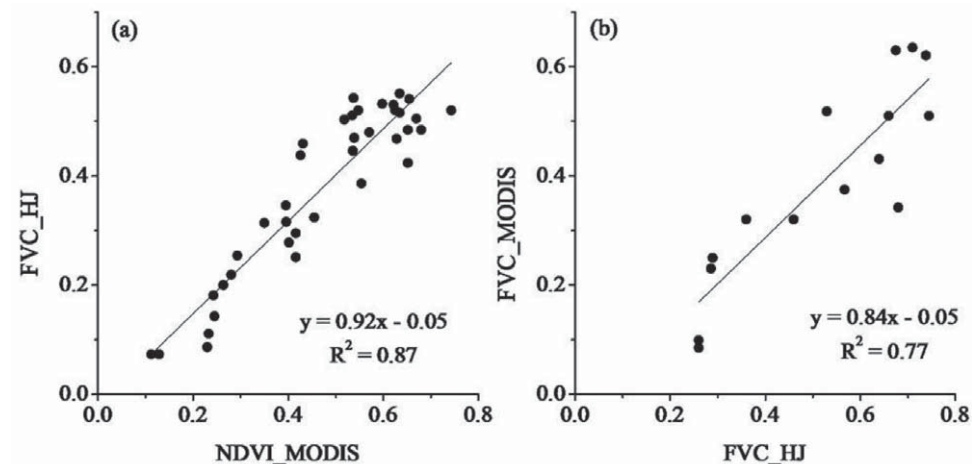 (a)
FVC_HJ
0.6
0.4
0.2
0.0
y = 0.92x - 0.05
R² = 0.87
0.0 0.2 0.4 0.6 0.8
NDVI_MODIS
(b)
FVC_MODIS
0.6
0.4
0.2
0.0
y = 0.84x - 0.05
R² = 0.77
0.0 0.2 0.4 0.6 0.8
FVC_HJ